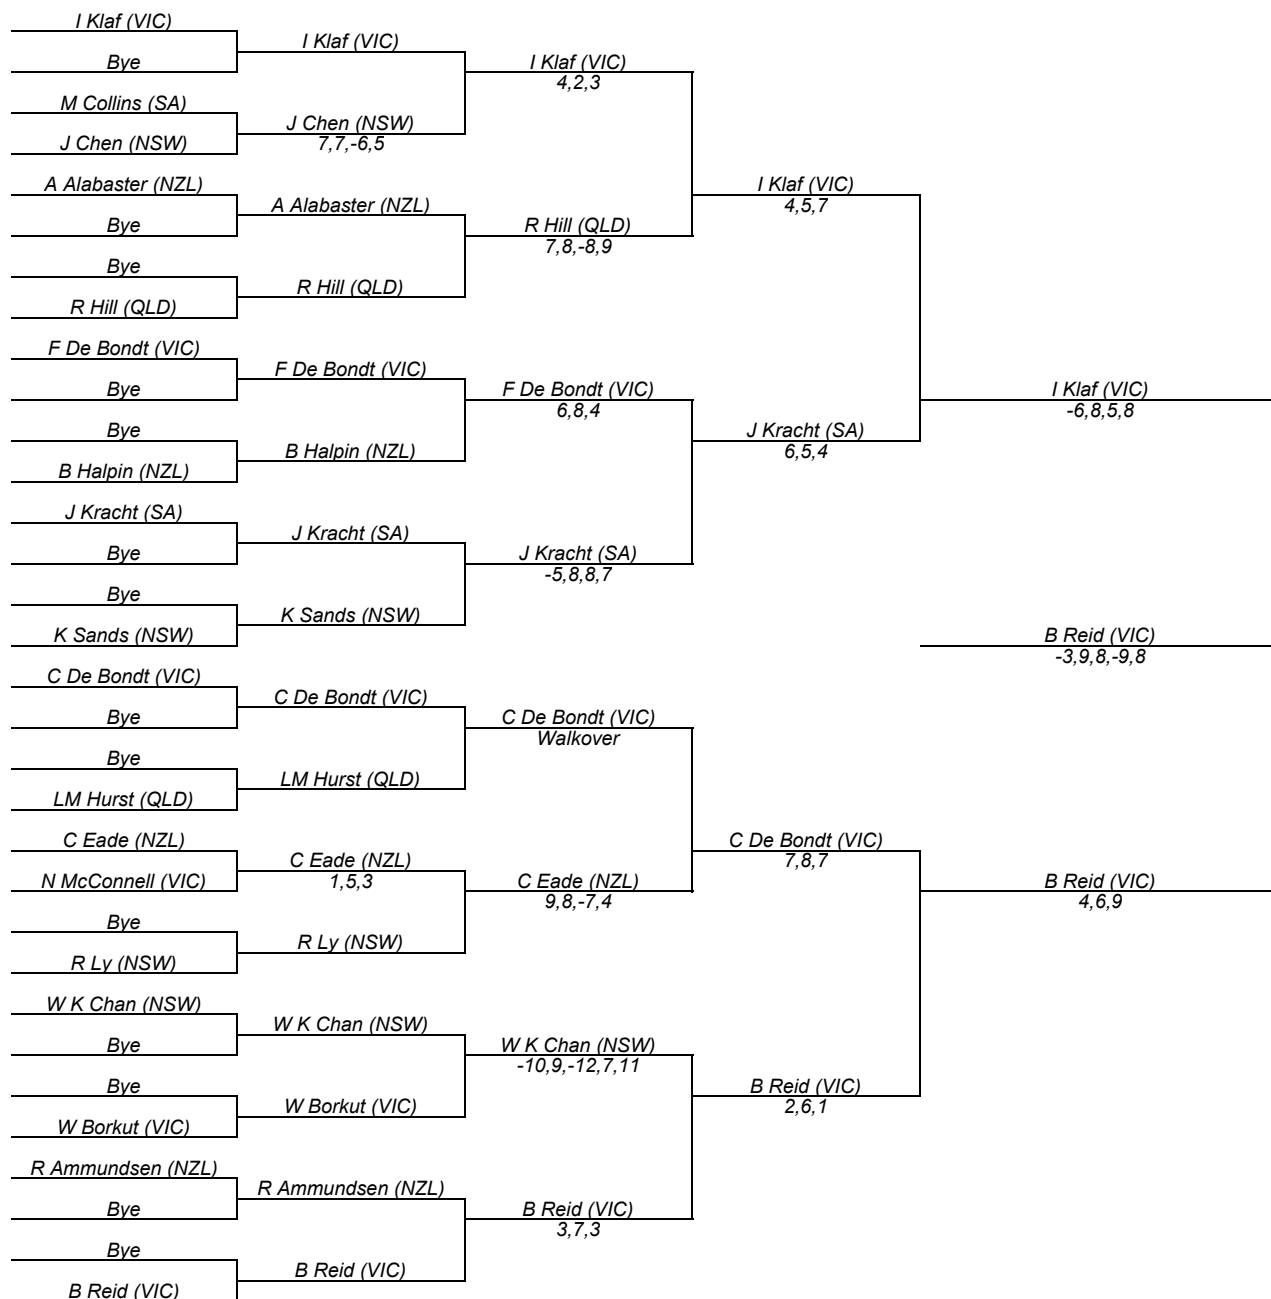 I Klaf (VIC)
Bye
M Collins (SA)
J Chen (NSW)
A Alabaster (NZL)
Bye
Bye
R Hill (QLD)
F De Bondt (VIC)
Bye
Bye
B Halpin (NZL)
J Kracht (SA)
Bye
Bye
K Sands (NSW)
C De Bondt (VIC)
Bye
Bye
LM Hurst (QLD)
C Eade (NZL)
N McConnell (VIC)
Bye
R Ly (NSW)
W K Chan (NSW)
Bye
Bye
W Borkut (VIC)
R Ammundsen (NZL)
Bye
Bye
B Reid (VIC)
I Klaf (VIC)
J Chen (NSW)
7,7,-6,5
A Alabaster (NZL)
R Hill (QLD)
F De Bondt (VIC)
B Halpin (NZL)
J Kracht (SA)
K Sands (NSW)
C De Bondt (VIC)
LM Hurst (QLD)
C Eade (NZL)
1,5,3
R Ly (NSW)
W K Chan (NSW)
W Borkut (VIC)
R Ammundsen (NZL)
B Reid (VIC)
I Klaf (VIC)
4,2,3
R Hill (QLD)
7,8,-8,9
F De Bondt (VIC)
6,8,4
J Kracht (SA)
-5,8,8,7
C De Bondt (VIC)
Walkover
C Eade (NZL)
9,8,-7,4
W K Chan (NSW)
-10,9,-12,7,11
B Reid (VIC)
3,7,3
I Klaf (VIC)
4,5,7
J Kracht (SA)
6,5,4
C De Bondt (VIC)
7,8,7
B Reid (VIC)
2,6,1
I Klaf (VIC)
-6,8,5,8
B Reid (VIC)
-3,9,8,-9,8
B Reid (VIC)
4,6,9